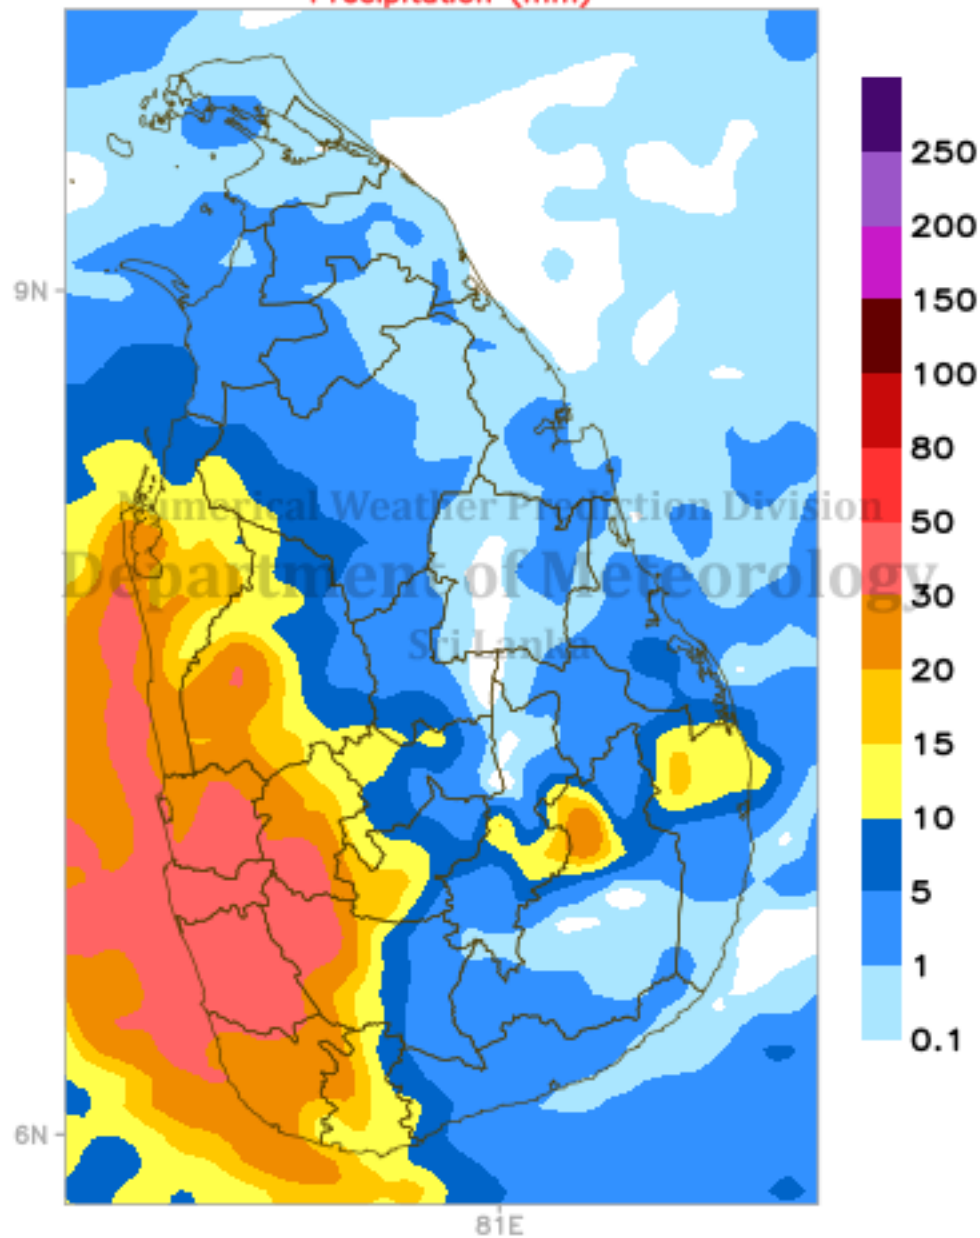 Precipitation (mm)
250
200
150
100
80
50
30
20
15
10
5
1
0.1
9N
6N
81E
Numerical Weather Prediction Division
Department of Meteorology
Sri Lanka